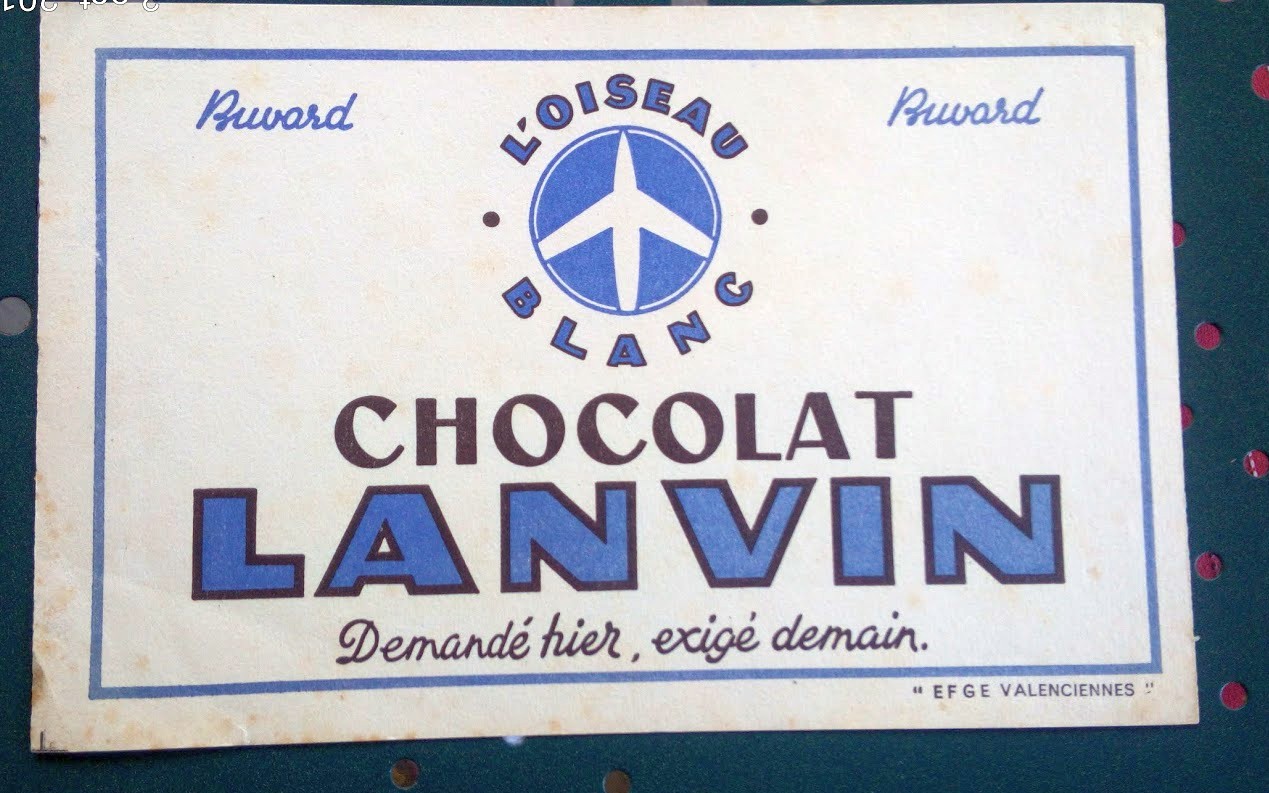 Buvard
Buvard
L'OISEAU
BLANC
CHOCOLAT
LANVIN
Demandé hier, exigé demain.
" EFGE VALENCIENNES "